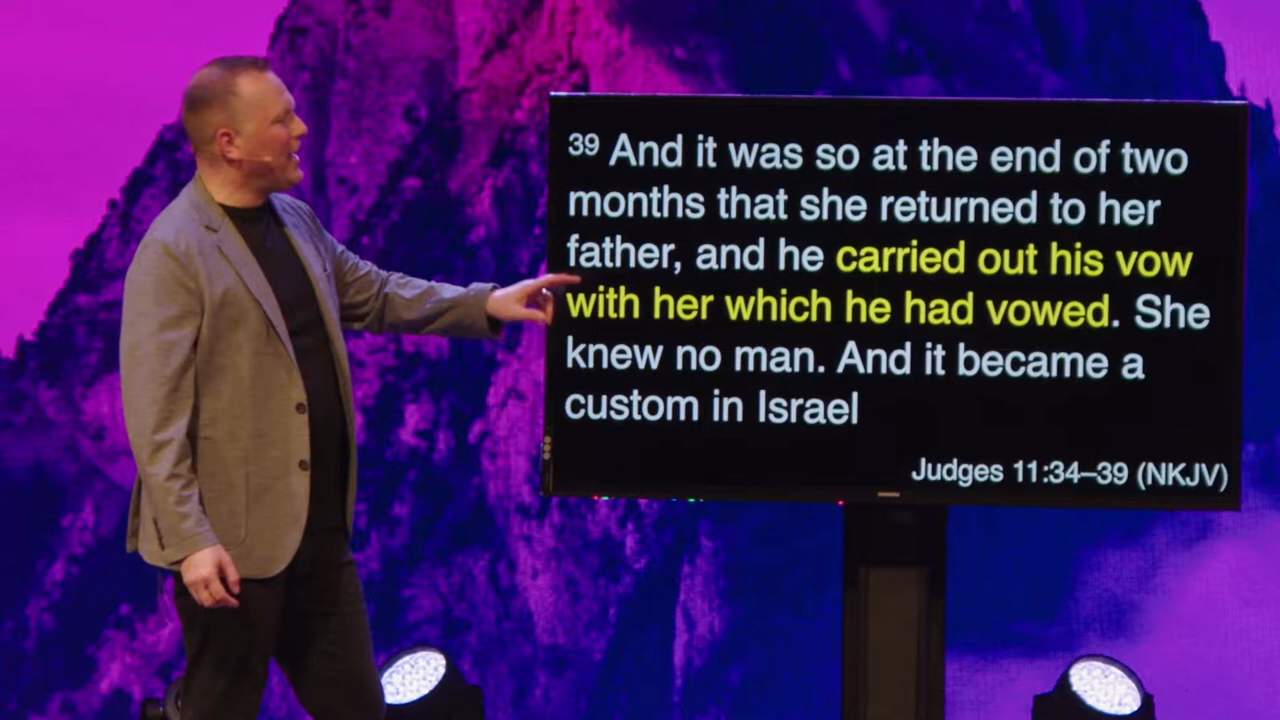 39 And it was so at the end of two
months that she returned to her
father, and he carried out his vow
with her which he had vowed. She
knew no man. And it became a
custom in Israel
Judges 11:34–39 (NKJV)